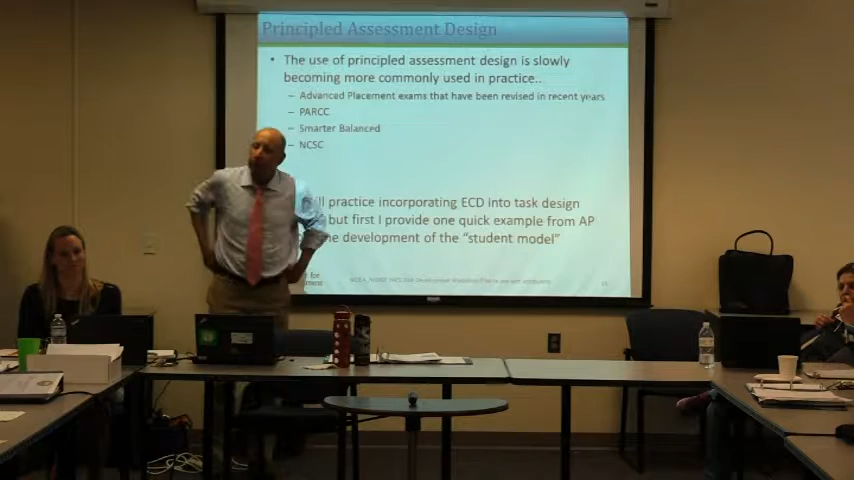 Principled Assessment Design
• The use of principled assessment design is slowly
becoming more commonly used in practice..
– Advanced Placement exams that have been revised in recent years
– PARCC
– Smarter Balanced
– NCSC
ll practice incorporating ECD into task design
but first I provide one quick example from AP
he development of the “student model”
for